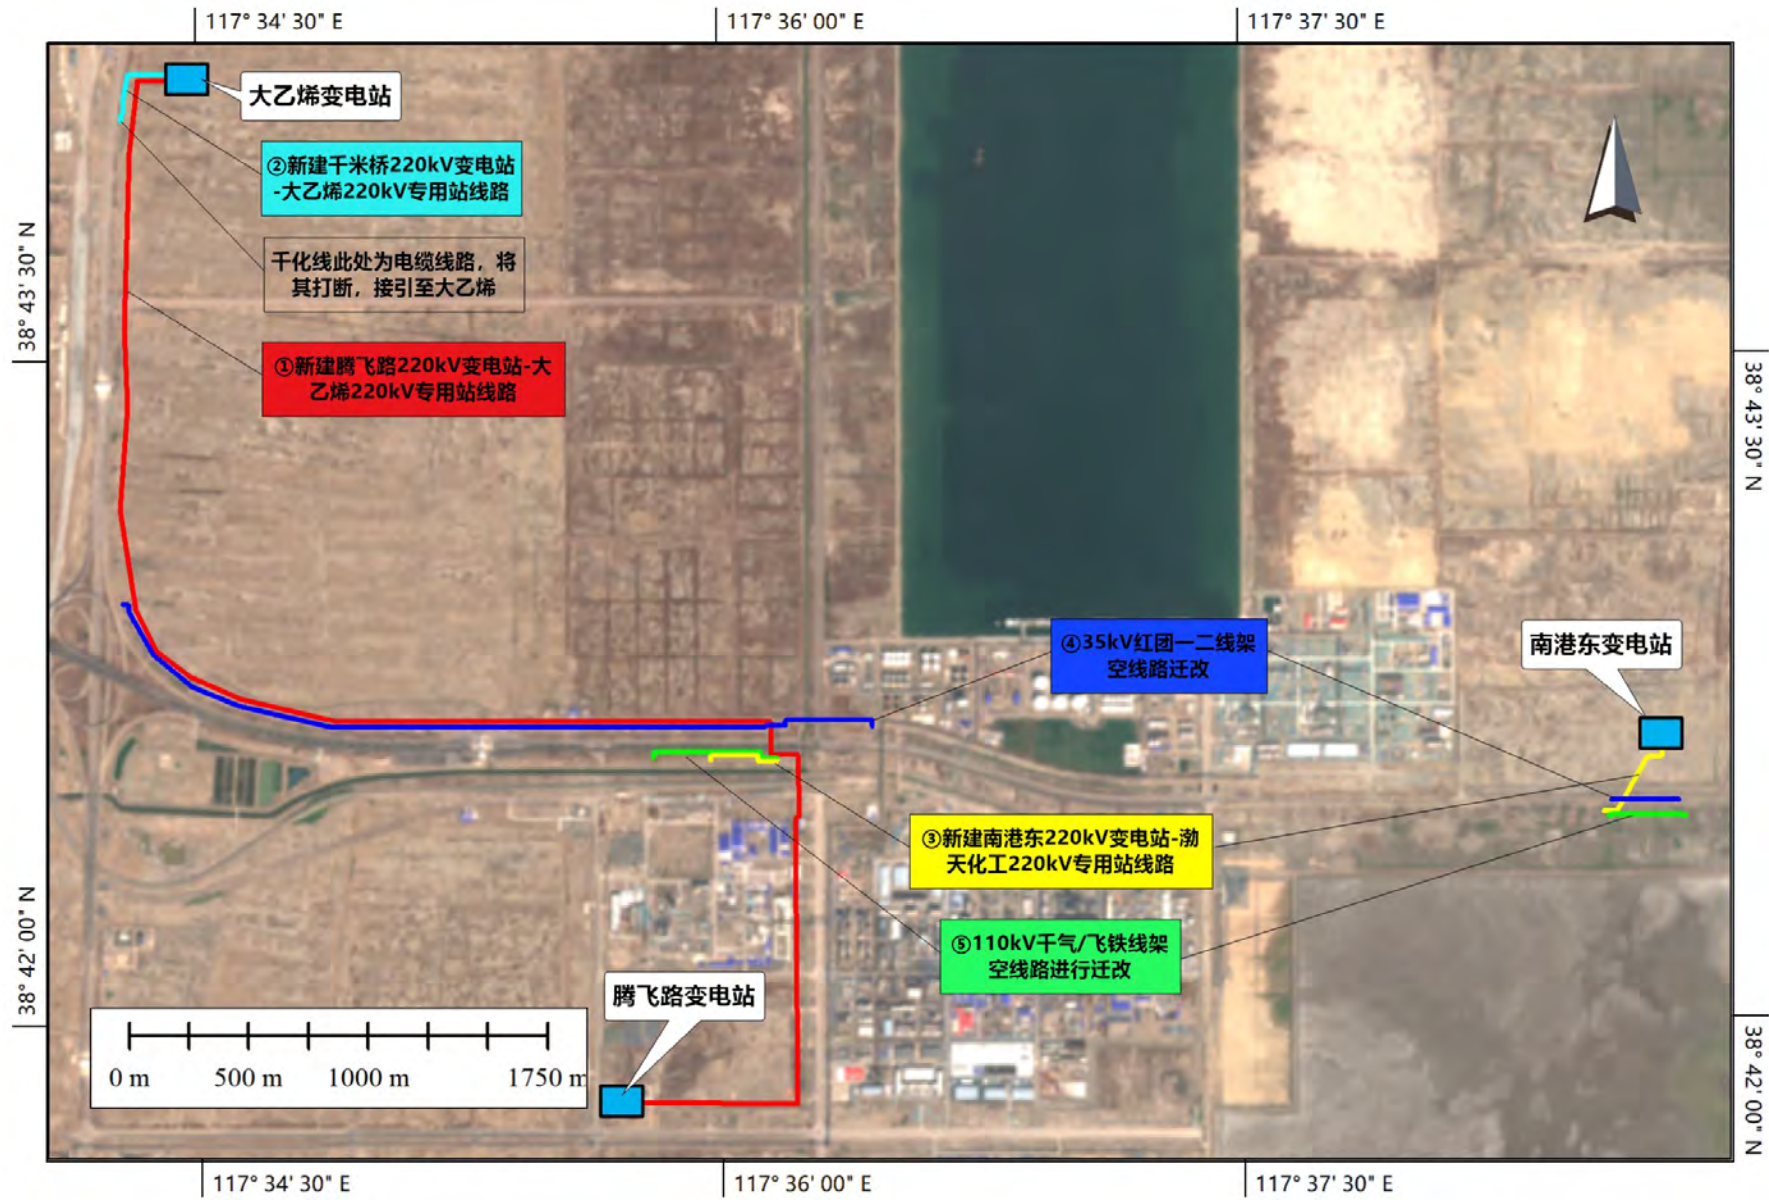 117° 34' 30" E
117° 36' 00" E
117° 37' 30" E
大乙烯变电站
②新建千米桥220kV变电站
-大乙烯220kV专用站线路
千化线此处为电缆线路，将
其打断，接引至大乙烯
38° 43' 30" N
38° 43' 30" N
①新建腾飞路220kV变电站-大
乙烯220kV专用站线路
④35kV红团一二线架
空线路迁改
南港东变电站
③新建南港东220kV变电站-渤
天化工220kV专用站线路
⑤110kV千气/飞铁线架
空线路进行迁改
38° 42' 00" N
38° 42' 00" N
腾飞路变电站
0 m
500 m
1000 m
1750 m
117° 34' 30" E
117° 36' 00" E
117° 37' 30" E